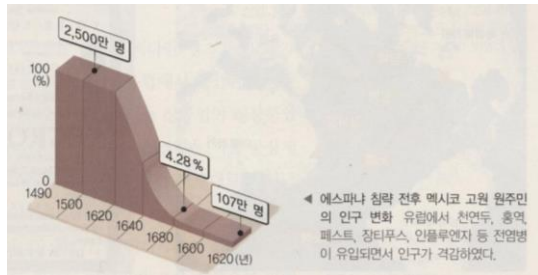 2,500만 명
100
(%)
4.28%
107만 명
0
1490
1500
1620
1640
1680
1600
1620(년)
◀ 에스파냐 침략 전후 멕시코 고원 원주민
의 인구 변화 유럽에서 천연두, 홍역,
페스트, 장티푸스, 인플루엔자 등 전염병
이 유입되면서 인구가 격감하였다.